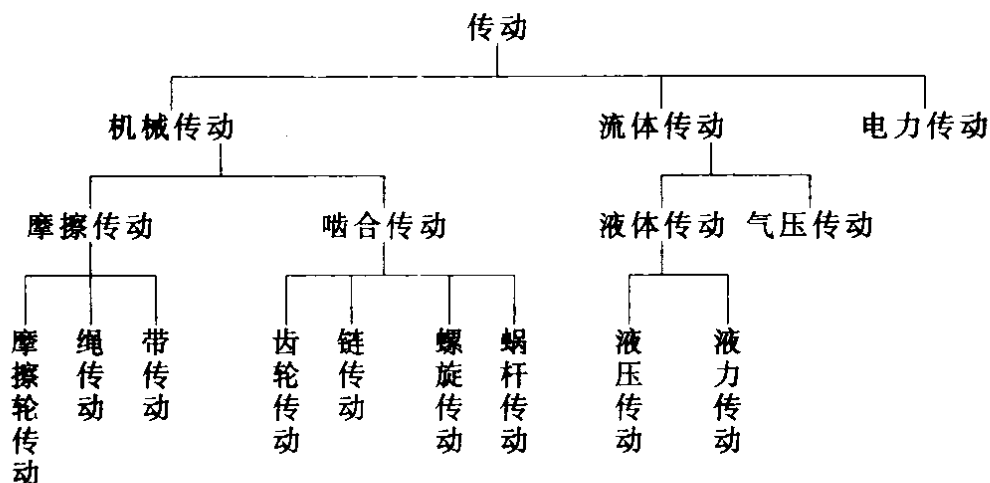 传动
机械传动
流体传动
电力传动
摩擦传动
啮合传动
液体传动
气压传动
摩擦轮传动
绳传动
带传动
齿轮传动
链传动
螺旋传动
蜗杆传动
液压传动
液力传动